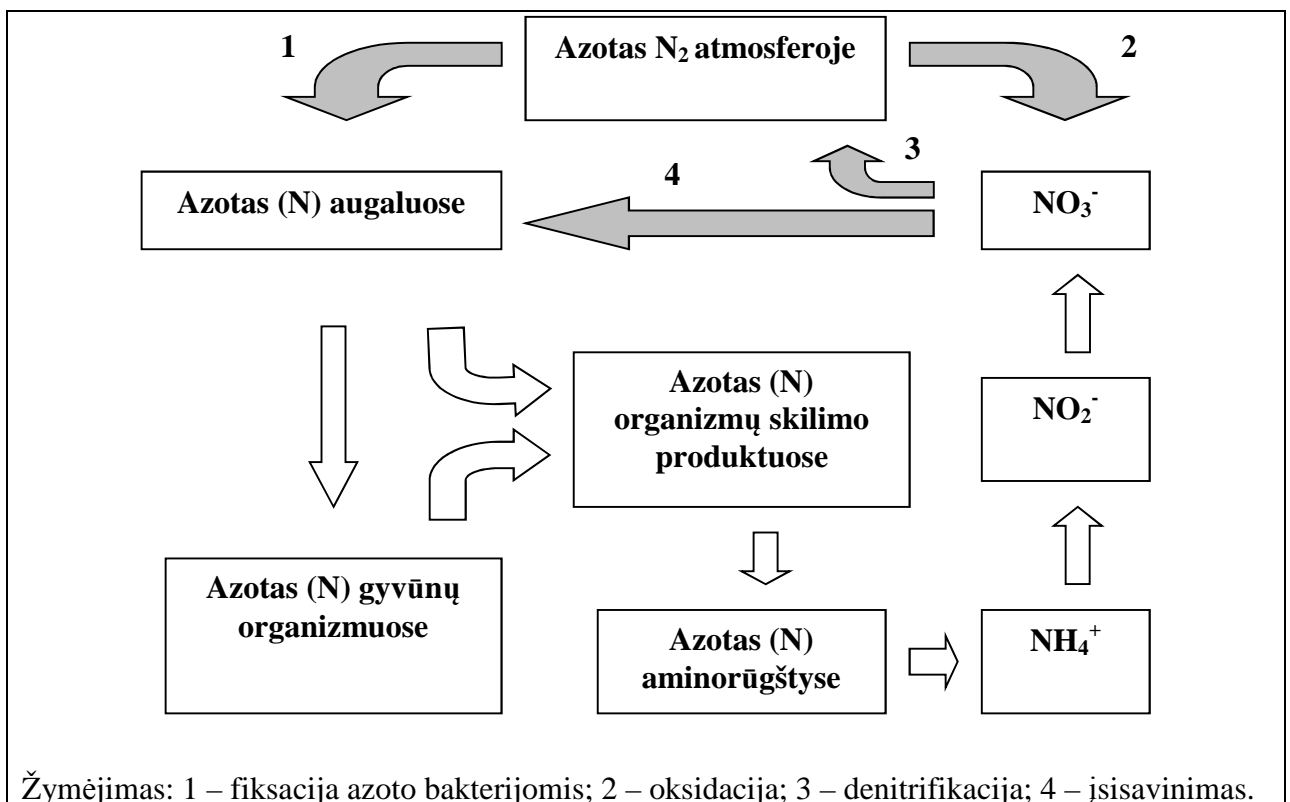 1
Azotas N₂ atmosferoje
2
3
4
Azotas (N) augaluose
NO₃⁻
Azotas (N)
organizmų skilimo
produktuose
NO₂⁻
Azotas (N) gyvūnų
organizmuose
Azotas (N)
aminorūgštyse
NH₄⁺
Žymėjimas: 1 – fiksacija azoto bakterijomis; 2 – oksidacija; 3 – denitrifikacija; 4 – įsisavinimas.